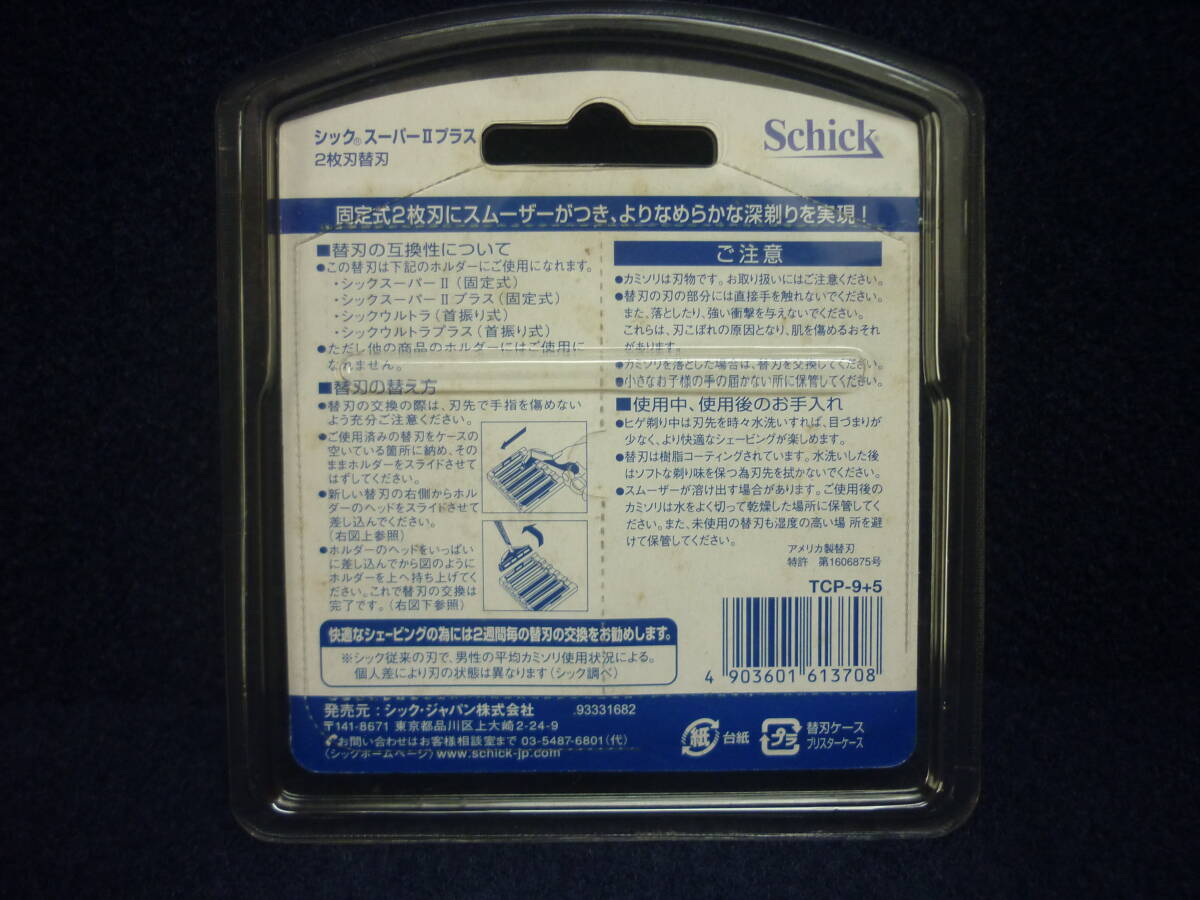 シック®スーパーIIプラス
2枚刃替刃
Schick
固定式2枚刃にスムーザーがつき、よりなめらかな深剃りを実現！
■替刃の互換性について
●この替刃は下記のホルダーにご使用になれます。
・シックスーパーII（固定式）
・シックスーパーIIプラス（固定式）
・シックウルトラ（首振り式）
・シックウルトラプラス（首振り式）
●ただし他の商品のホルダーにはご使用に
なれません。
■替刃の替え方
●替刃の交換の際は、刃先で手指を傷めない
よう充分ご注意ください。
●ご使用済みの替刃をケースの
空いている箇所に納め、その
ままホルダーをスライドさせて
はずしてください。
●新しい替刃の右側からホル
ダーのヘッドをスライドさせて
差し込んでください。
（右図上参照）
●ホルダーのヘッドをいっぱい
に差し込んでから図のように
ホルダーを上へ持ち上げてく
ださい。これで替刃の交換は
完了です。（右図下参照）
ご注意
●カミソリは刃物です。お取り扱いにはご注意ください。
●替刃の刃の部分には直接手を触れないでください。
また、落としたり、強い衝撃を与えないでください。
これらは、刃こぼれの原因となり、肌を傷めるおそれ
があります。
●カミソリを落とした場合は、替刃を交換してください。
●小さなお子様の手の届かない所に保管してください。
■使用中、使用後のお手入れ
●ヒゲ剃り中は刃先を時々水洗いすれば、目づまりが
少なく、より快適なシェービングが楽しめます。
●替刃は樹脂コーティングされています。水洗いした後
はソフトな剃り味を保つ為刃先を拭かないでください。
●スムーザーが溶け出す場合があります。ご使用後の
カミソリは水をよく切って乾燥した場所に保管してく
ださい。また、未使用の替刃も湿度の高い場所を避
けて保管してください。
アメリカ製替刃
特許 第1606875号
TCP-9+5
4 903601 613708
快適なシェービングの為には2週間毎の替刃の交換をお勧めします。
※シック従来の刃で、男性の平均カミソリ使用状況による。
個人差により刃の状態は異なります（シック調べ）
発売元：シック・ジャパン株式会社 93331682
〒141-8671 東京都品川区上大崎2-24-9
お問い合わせはお客様相談室まで 03-5487-6801（代）
（シックホームページ）www.schick-jp.com
紙 台紙
プラ 替刃ケース
ブリスターケース